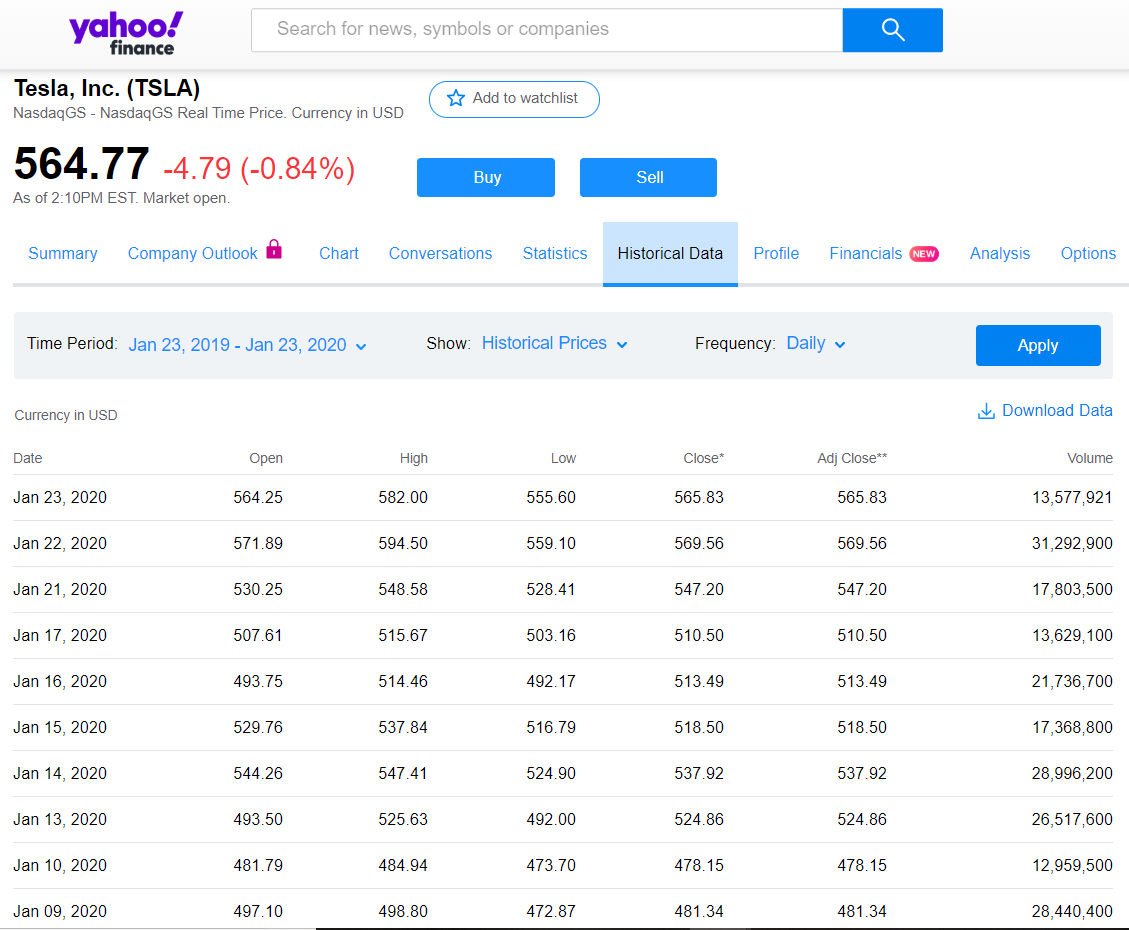 yahoo!
finance
Search for news, symbols or companies
Tesla, Inc. (TSLA)
NasdaqGS - NasdaqGS Real Time Price. Currency in USD
Add to watchlist
564.77 -4.79 (-0.84%)
As of 2:10PM EST. Market open.
Buy Sell
Summary Company Outlook Chart Conversations Statistics Historical Data Profile Financials NEW Analysis Options
Time Period: Jan 23, 2019 - Jan 23, 2020 Show: Historical Prices Frequency: Daily Apply
Currency in USD Download Data
Date Open High Low Close* Adj Close** Volume
Jan 23, 2020 564.25 582.00 555.60 565.83 565.83 13,577,921
Jan 22, 2020 571.89 594.50 559.10 569.56 569.56 31,292,900
Jan 21, 2020 530.25 548.58 528.41 547.20 547.20 17,803,500
Jan 17, 2020 507.61 515.67 503.16 510.50 510.50 13,629,100
Jan 16, 2020 493.75 514.46 492.17 513.49 513.49 21,736,700
Jan 15, 2020 529.76 537.84 516.79 518.50 518.50 17,368,800
Jan 14, 2020 544.26 547.41 524.90 537.92 537.92 28,996,200
Jan 13, 2020 493.50 525.63 492.00 524.86 524.86 26,517,600
Jan 10, 2020 481.79 484.94 473.70 478.15 478.15 12,959,500
Jan 09, 2020 497.10 498.80 472.87 481.34 481.34 28,440,400